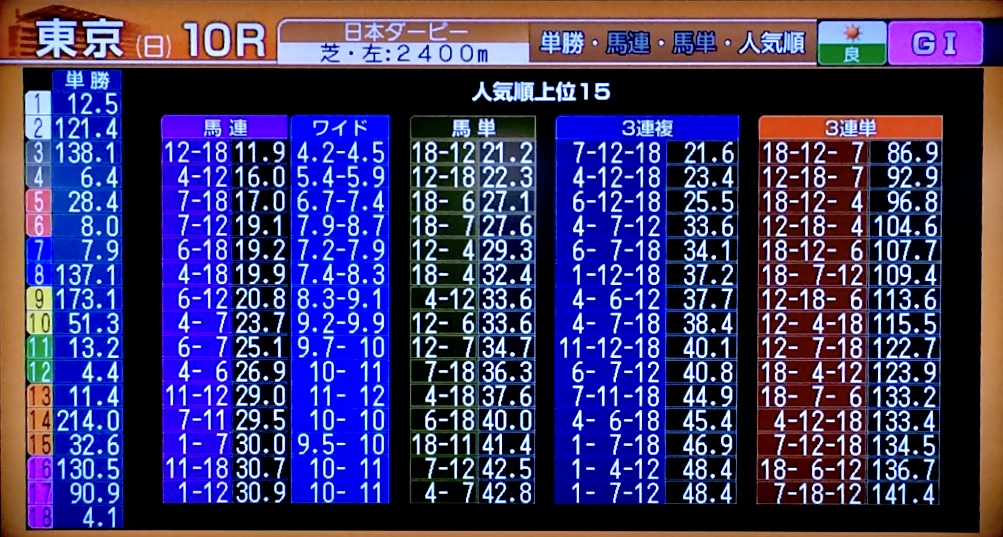 東京(日) 10R 日本ダービー 芝・左:2400m 単勝・馬連・馬単・人気順 良 GⅠ
単勝 人気順上位15
1 12.5
2 121.4
3 138.1
4 6.4
5 28.4
6 8.0
7 7.9
8 137.1
9 173.1
10 51.3
11 13.2
12 4.4
13 11.4
14 214.0
15 32.6
16 130.5
17 90.9
18 4.1
馬連 ワイド 馬単 3連複 3連単
12-18 11.9 4.2-4.5 18-12 21.2 7-12-18 21.6 18-12- 7 86.9
4-12 16.0 5.4-5.9 12-18 22.3 4-12-18 23.4 12-18- 7 92.9
7-18 17.0 6.7-7.4 18- 6 27.1 6-12-18 25.5 18-12- 4 96.8
7-12 19.1 7.9-8.7 18- 7 27.6 4- 7-12 33.6 12-18- 4 104.6
6-18 19.2 7.2-7.9 12- 4 29.3 6- 7-18 34.1 18-12- 6 107.7
4-18 19.9 7.4-8.3 18- 4 32.4 1-12-18 37.2 18- 7-12 109.4
6-12 20.8 8.3-9.1 4-12 33.6 4- 6-12 37.7 12-18- 6 113.6
4- 7 23.7 9.2-9.9 12- 6 33.6 4- 7-18 38.4 12- 4-18 115.5
6- 7 25.1 9.7- 10 12- 7 34.7 11-12-18 40.1 12- 7-18 122.7
4- 6 26.9 10- 11 7-18 36.3 6- 7-12 40.8 18- 4-12 123.9
11-12 29.0 11- 12 4-18 37.6 7-11-18 44.9 18- 7- 6 133.2
7-11 29.5 10- 10 6-18 40.0 4- 6-18 45.4 4-12-18 133.4
1- 7 30.0 9.5- 10 18-11 41.4 1- 7-18 46.9 7-12-18 134.5
11-18 30.7 10- 11 7-12 42.5 1- 4-12 48.4 18- 6-12 136.7
1-12 30.9 10- 11 4- 7 42.8 1- 7-12 48.4 7-18-12 141.4